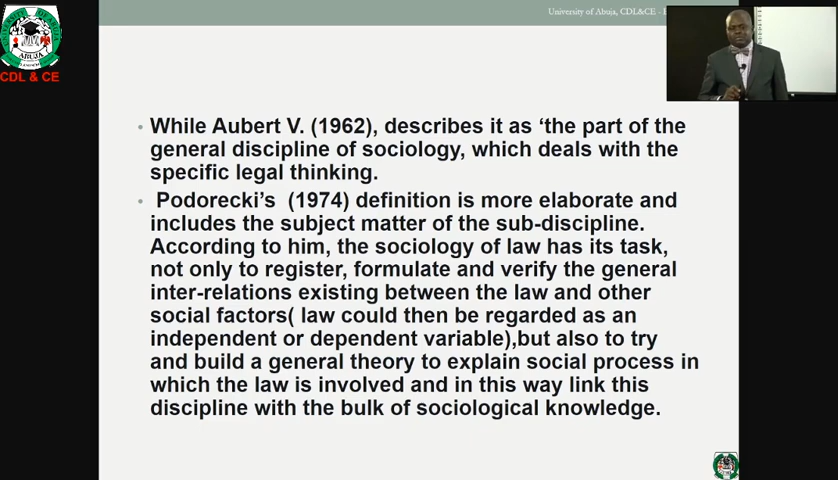 University of Abuja, CDL&CE -
CDL & CE
ABUJA
While Aubert V. (1962), describes it as ‘the part of the
general discipline of sociology, which deals with the
specific legal thinking.
Podorecki’s (1974) definition is more elaborate and
includes the subject matter of the sub-discipline.
According to him, the sociology of law has its task,
not only to register, formulate and verify the general
inter-relations existing between the law and other
social factors( law could then be regarded as an
independent or dependent variable),but also to try
and build a general theory to explain social process in
which the law is involved and in this way link this
discipline with the bulk of sociological knowledge.